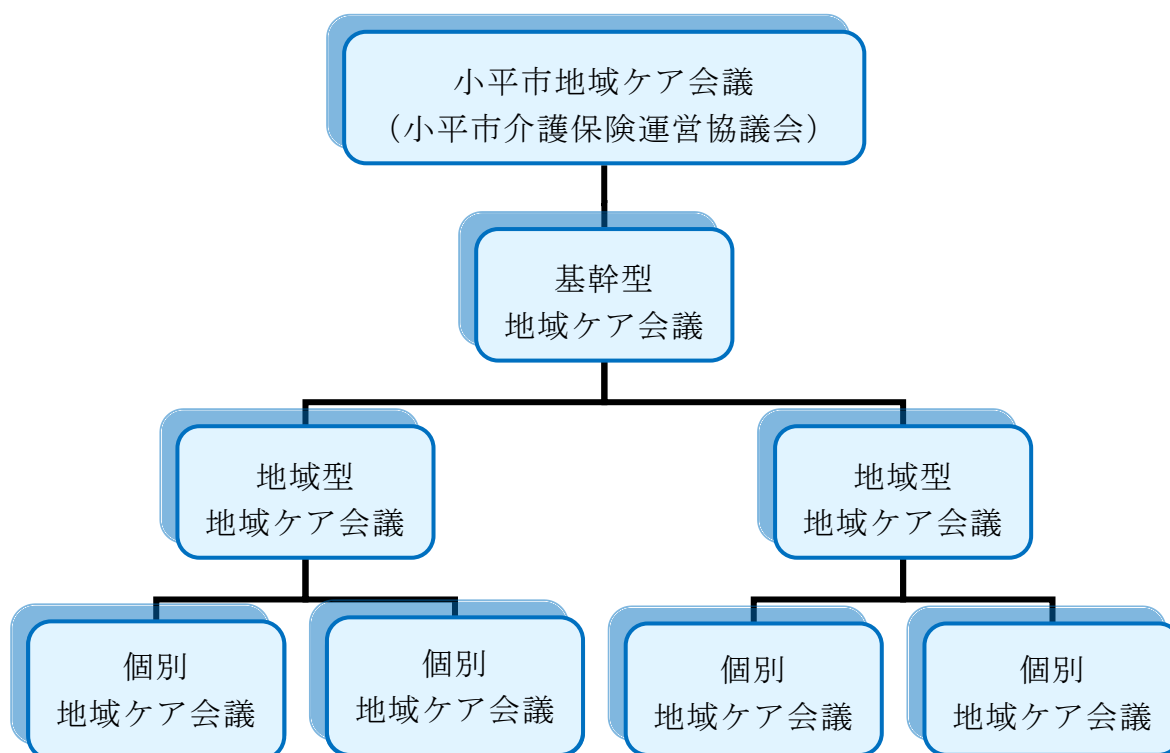 小平市地域ケア会議
（小平市介護保険運営協議会）
基幹型
地域ケア会議
地域型
地域ケア会議
地域型
地域ケア会議
個別
地域ケア会議
個別
地域ケア会議
個別
地域ケア会議
個別
地域ケア会議